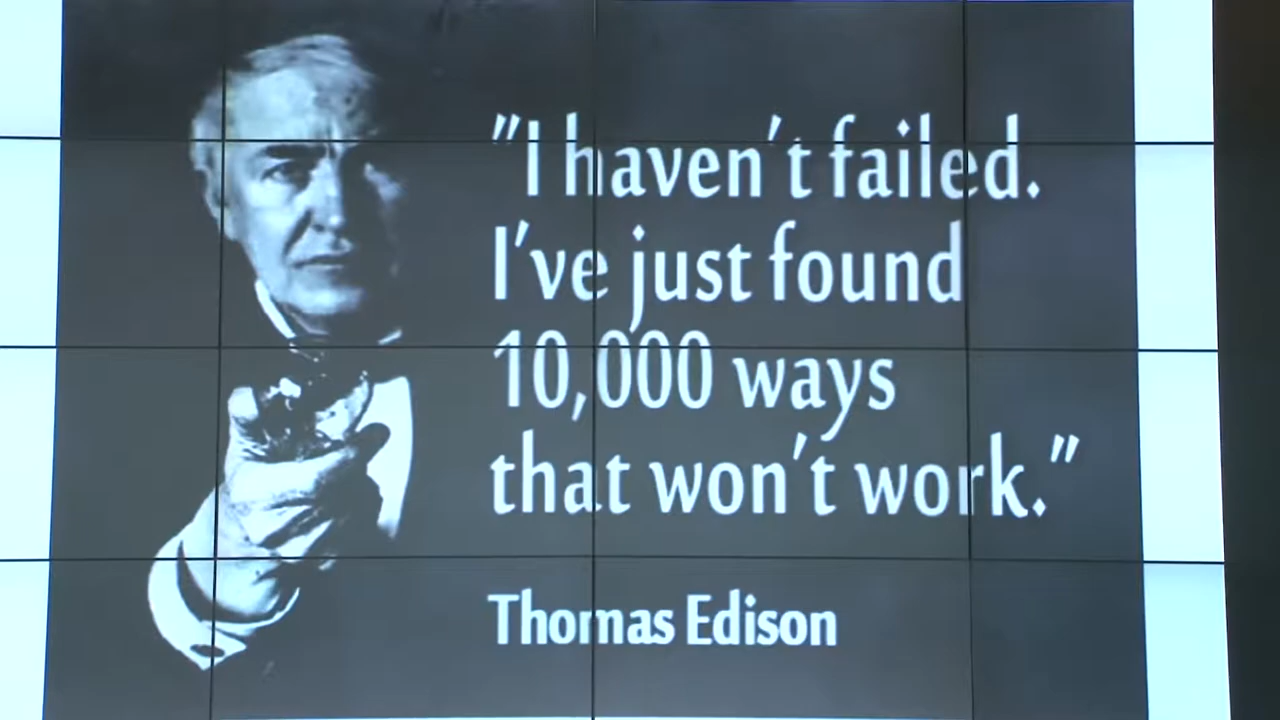 "I haven't failed.
I've just found
10,000 ways
that won't work."
Thomas Edison